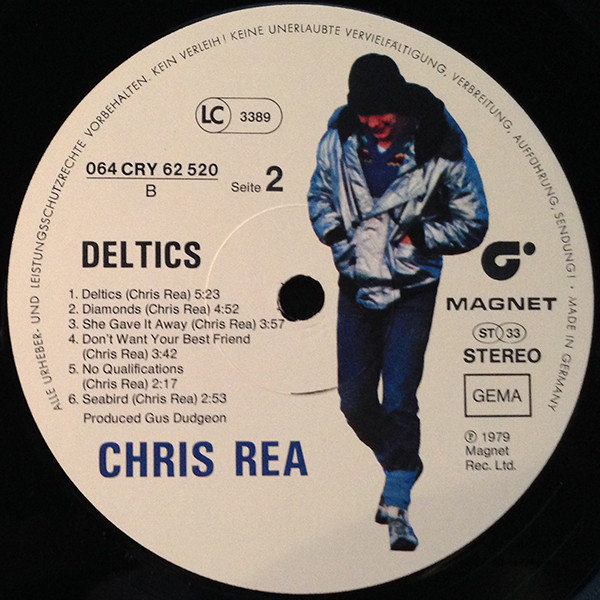 ALLE URHEBER- UND LEISTUNGSSCHUTZRECHTE VORBEHALTEN. KEIN VERLEIH! KEINE UNERLAUBTE VERVIELFÄLTIGUNG, VERBREITUNG, AUFFÜHRUNG, SENDUNG! • MADE IN GERMANY
LC 3389
064 CRY 62 520
B
Seite 2
DELTICS
1. Deltics (Chris Rea) 5:23
2. Diamonds (Chris Rea) 4:52
3. She Gave It Away (Chris Rea) 3:57
4. Don't Want Your Best Friend
(Chris Rea) 3:42
5. No Qualifications
(Chris Rea) 2:17
6. Seabird (Chris Rea) 2:53
Produced Gus Dudgeon
CHRIS REA
MAGNET
ST 33
STEREO
GEMA
℗ 1979
Magnet
Rec. Ltd.